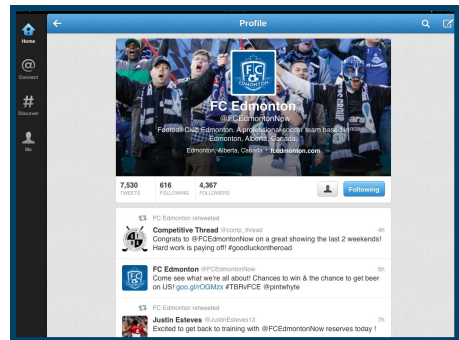 Profile
Home
Connect
Discover
Me
FC
EDMONTON
FC Edmonton
@FCEdmontonNow
Football Club Edmonton. A professional soccer team based in
Edmonton, Alberta, Canada.
Edmonton, Alberta, Canada • fcedmonton.com
7,530 616 4,367
TWEETS FOLLOWING FOLLOWERS
Following
FC Edmonton retweeted
Competitive Thread @comp_thread 4h
Congrats to @FCEdmontonNow on a great showing the last 2 weekends!
Hard work is paying off! #goodluckontheroad
FC Edmonton @FCEdmontonNow 5h
Come see what we're all about! Chances to win & the chance to get beer
on US! goo.gl/rOGMzx #TBRvFCE @pintwhyte
FC Edmonton retweeted
Justin Esteves @JustinEsteves13 7h
Excited to get back to training with @FCEdmontonNow reserves today !